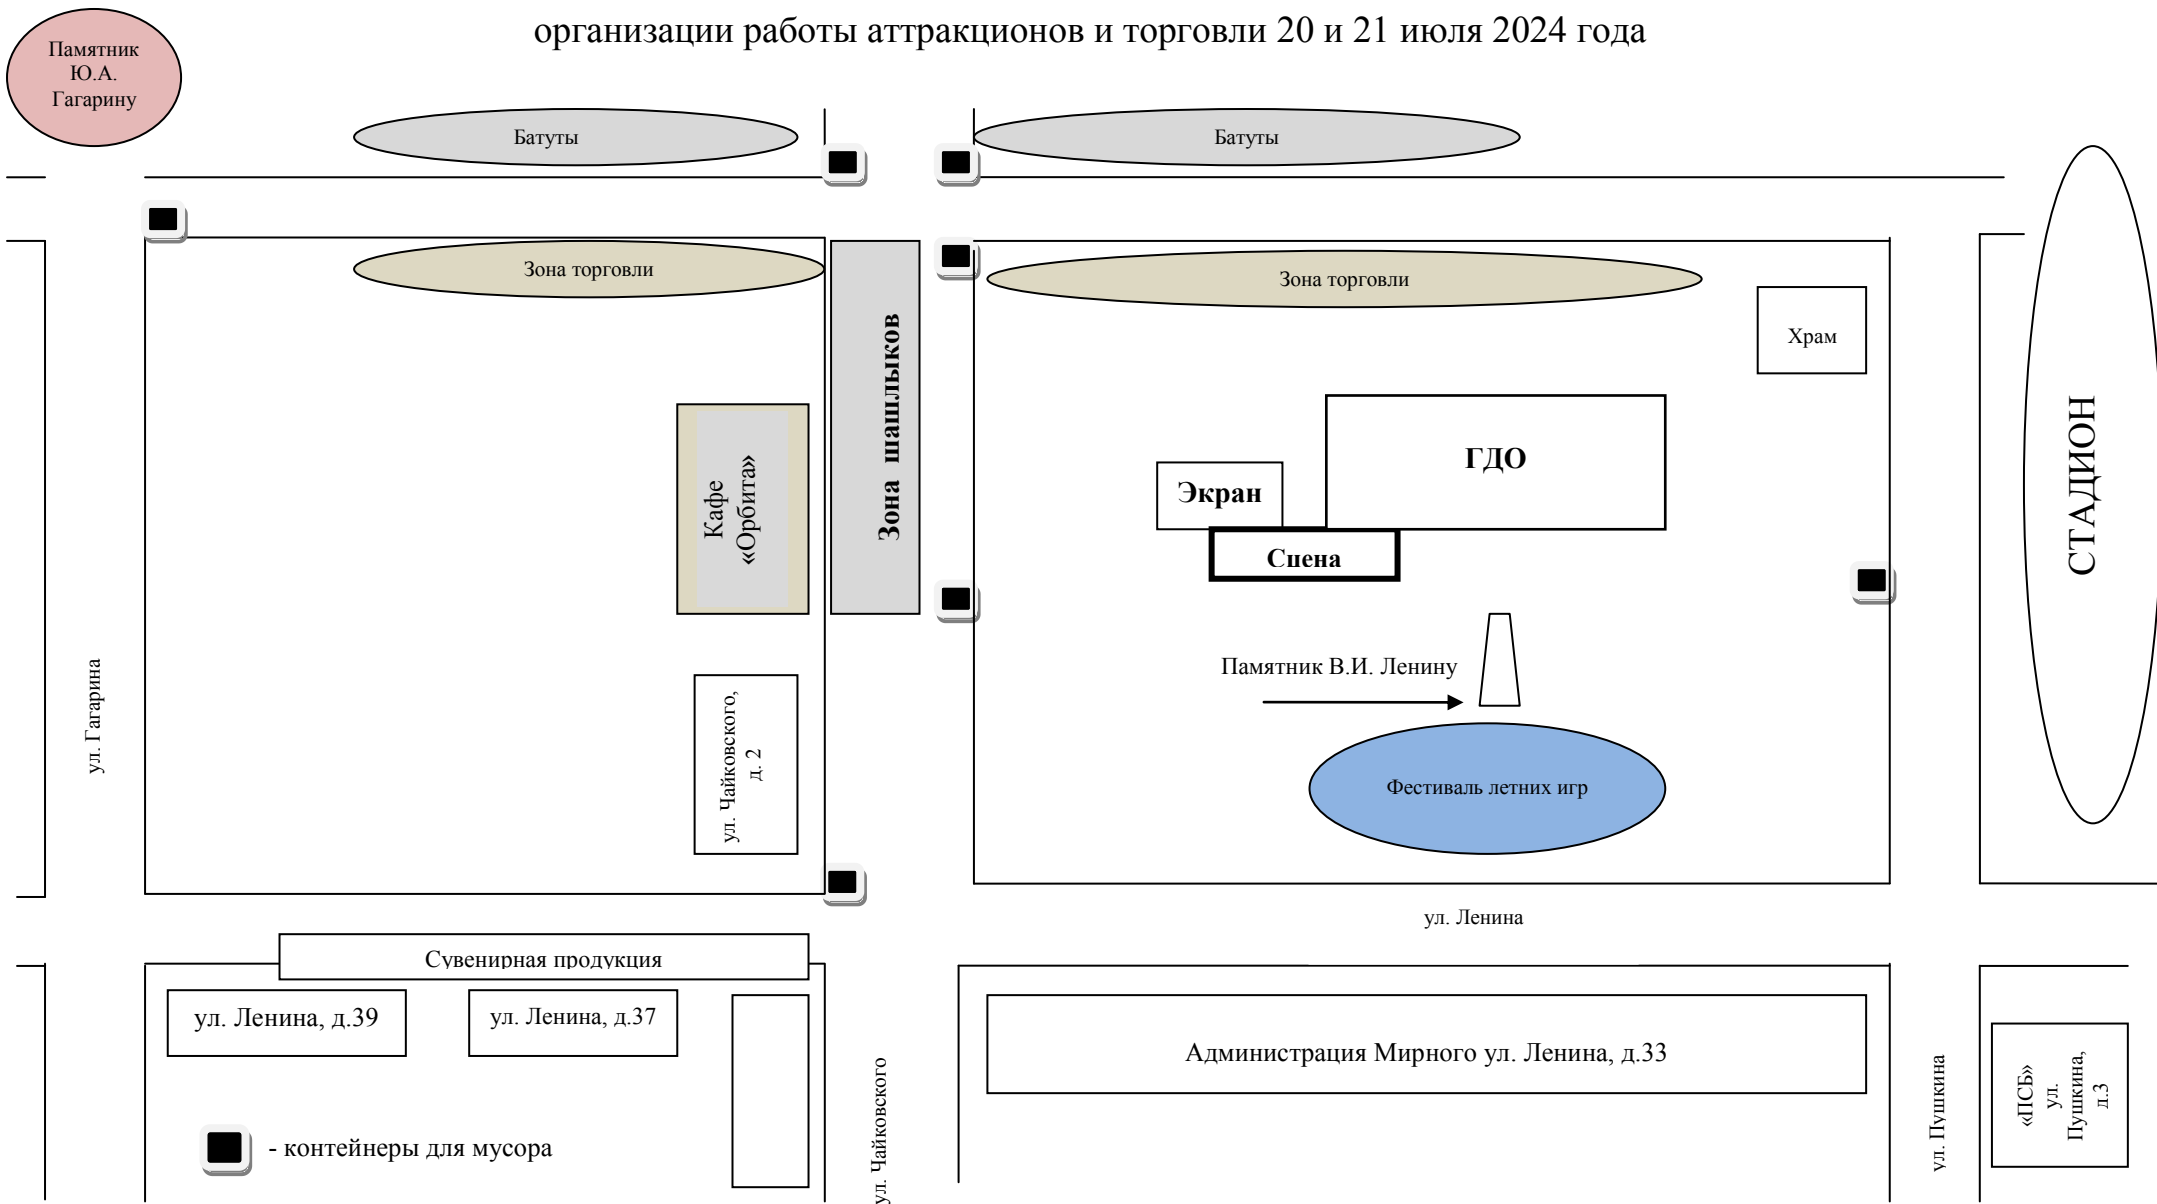 организации работы аттракционов и торговли 20 и 21 июля 2024 года
Памятник
Ю.А.
Гагарину
Батуты
Батуты
Зона торговли
Зона торговли
Зона шашлыков
Храм
Кафе
«Орбита»
ГДО
Экран
Сцена
СТАДИОН
ул. Гагарина
ул. Чайковского,
д. 2
Памятник В.И. Ленину
Фестиваль летних игр
ул. Ленина
Сувенирная продукция
ул. Ленина, д.39
ул. Ленина, д.37
Администрация Мирного ул. Ленина, д.33
ул. Чайковского
ул. Пушкина
«ПСБ»
ул.
Пушкина,
д.3
- контейнеры для мусора